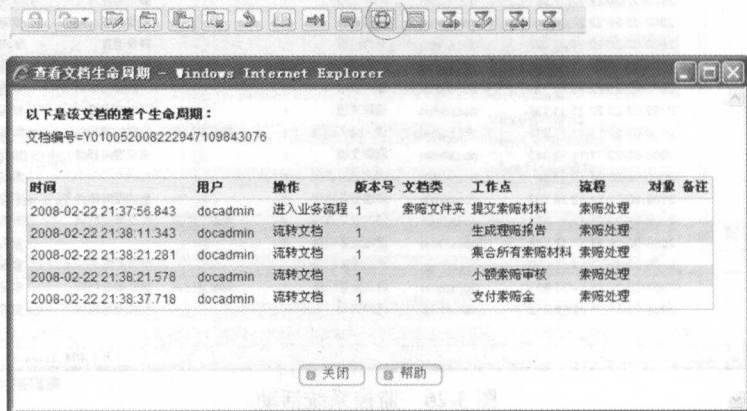 查看文档生命周期 - Windows Internet Explorer
以下是该文档的整个生命周期：
文档编号=Y0100520082229471098 43076
时间 用户 操作 版本号 文档类 工作点 流程 对象 备注
2008-02-22 21:37:56.843 docadmin 进入业务流程 1 索赔文件夹 提交索赔材料 索赔处理
2008-02-22 21:38:11.343 docadmin 流转文档 1 生成理赔报告 索赔处理
2008-02-22 21:38:21.281 docadmin 流转文档 1 集合所有索赔材料 索赔处理
2008-02-22 21:38:21.578 docadmin 流转文档 1 小额索赔审核 索赔处理
2008-02-22 21:38:37.718 docadmin 流转文档 1 支付索赔金 索赔处理
关闭 帮助